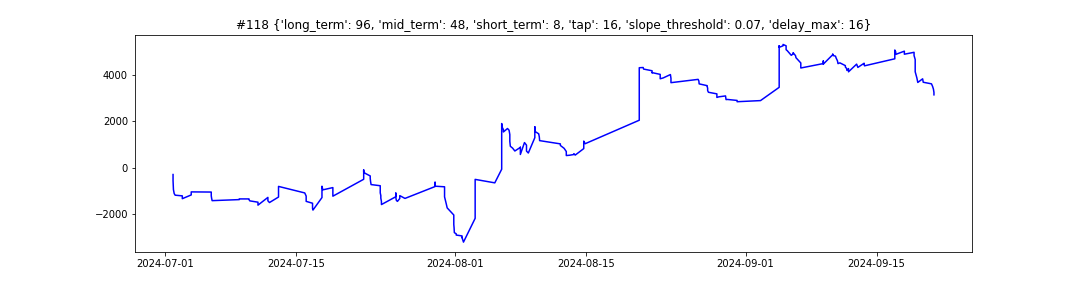 #118 {'long_term': 96, 'mid_term': 48, 'short_term': 8, 'tap': 16, 'slope_threshold': 0.07, 'delay_max': 16}
4000
2000
0
−2000
2024-07-01 2024-07-15 2024-08-01 2024-08-15 2024-09-01 2024-09-15